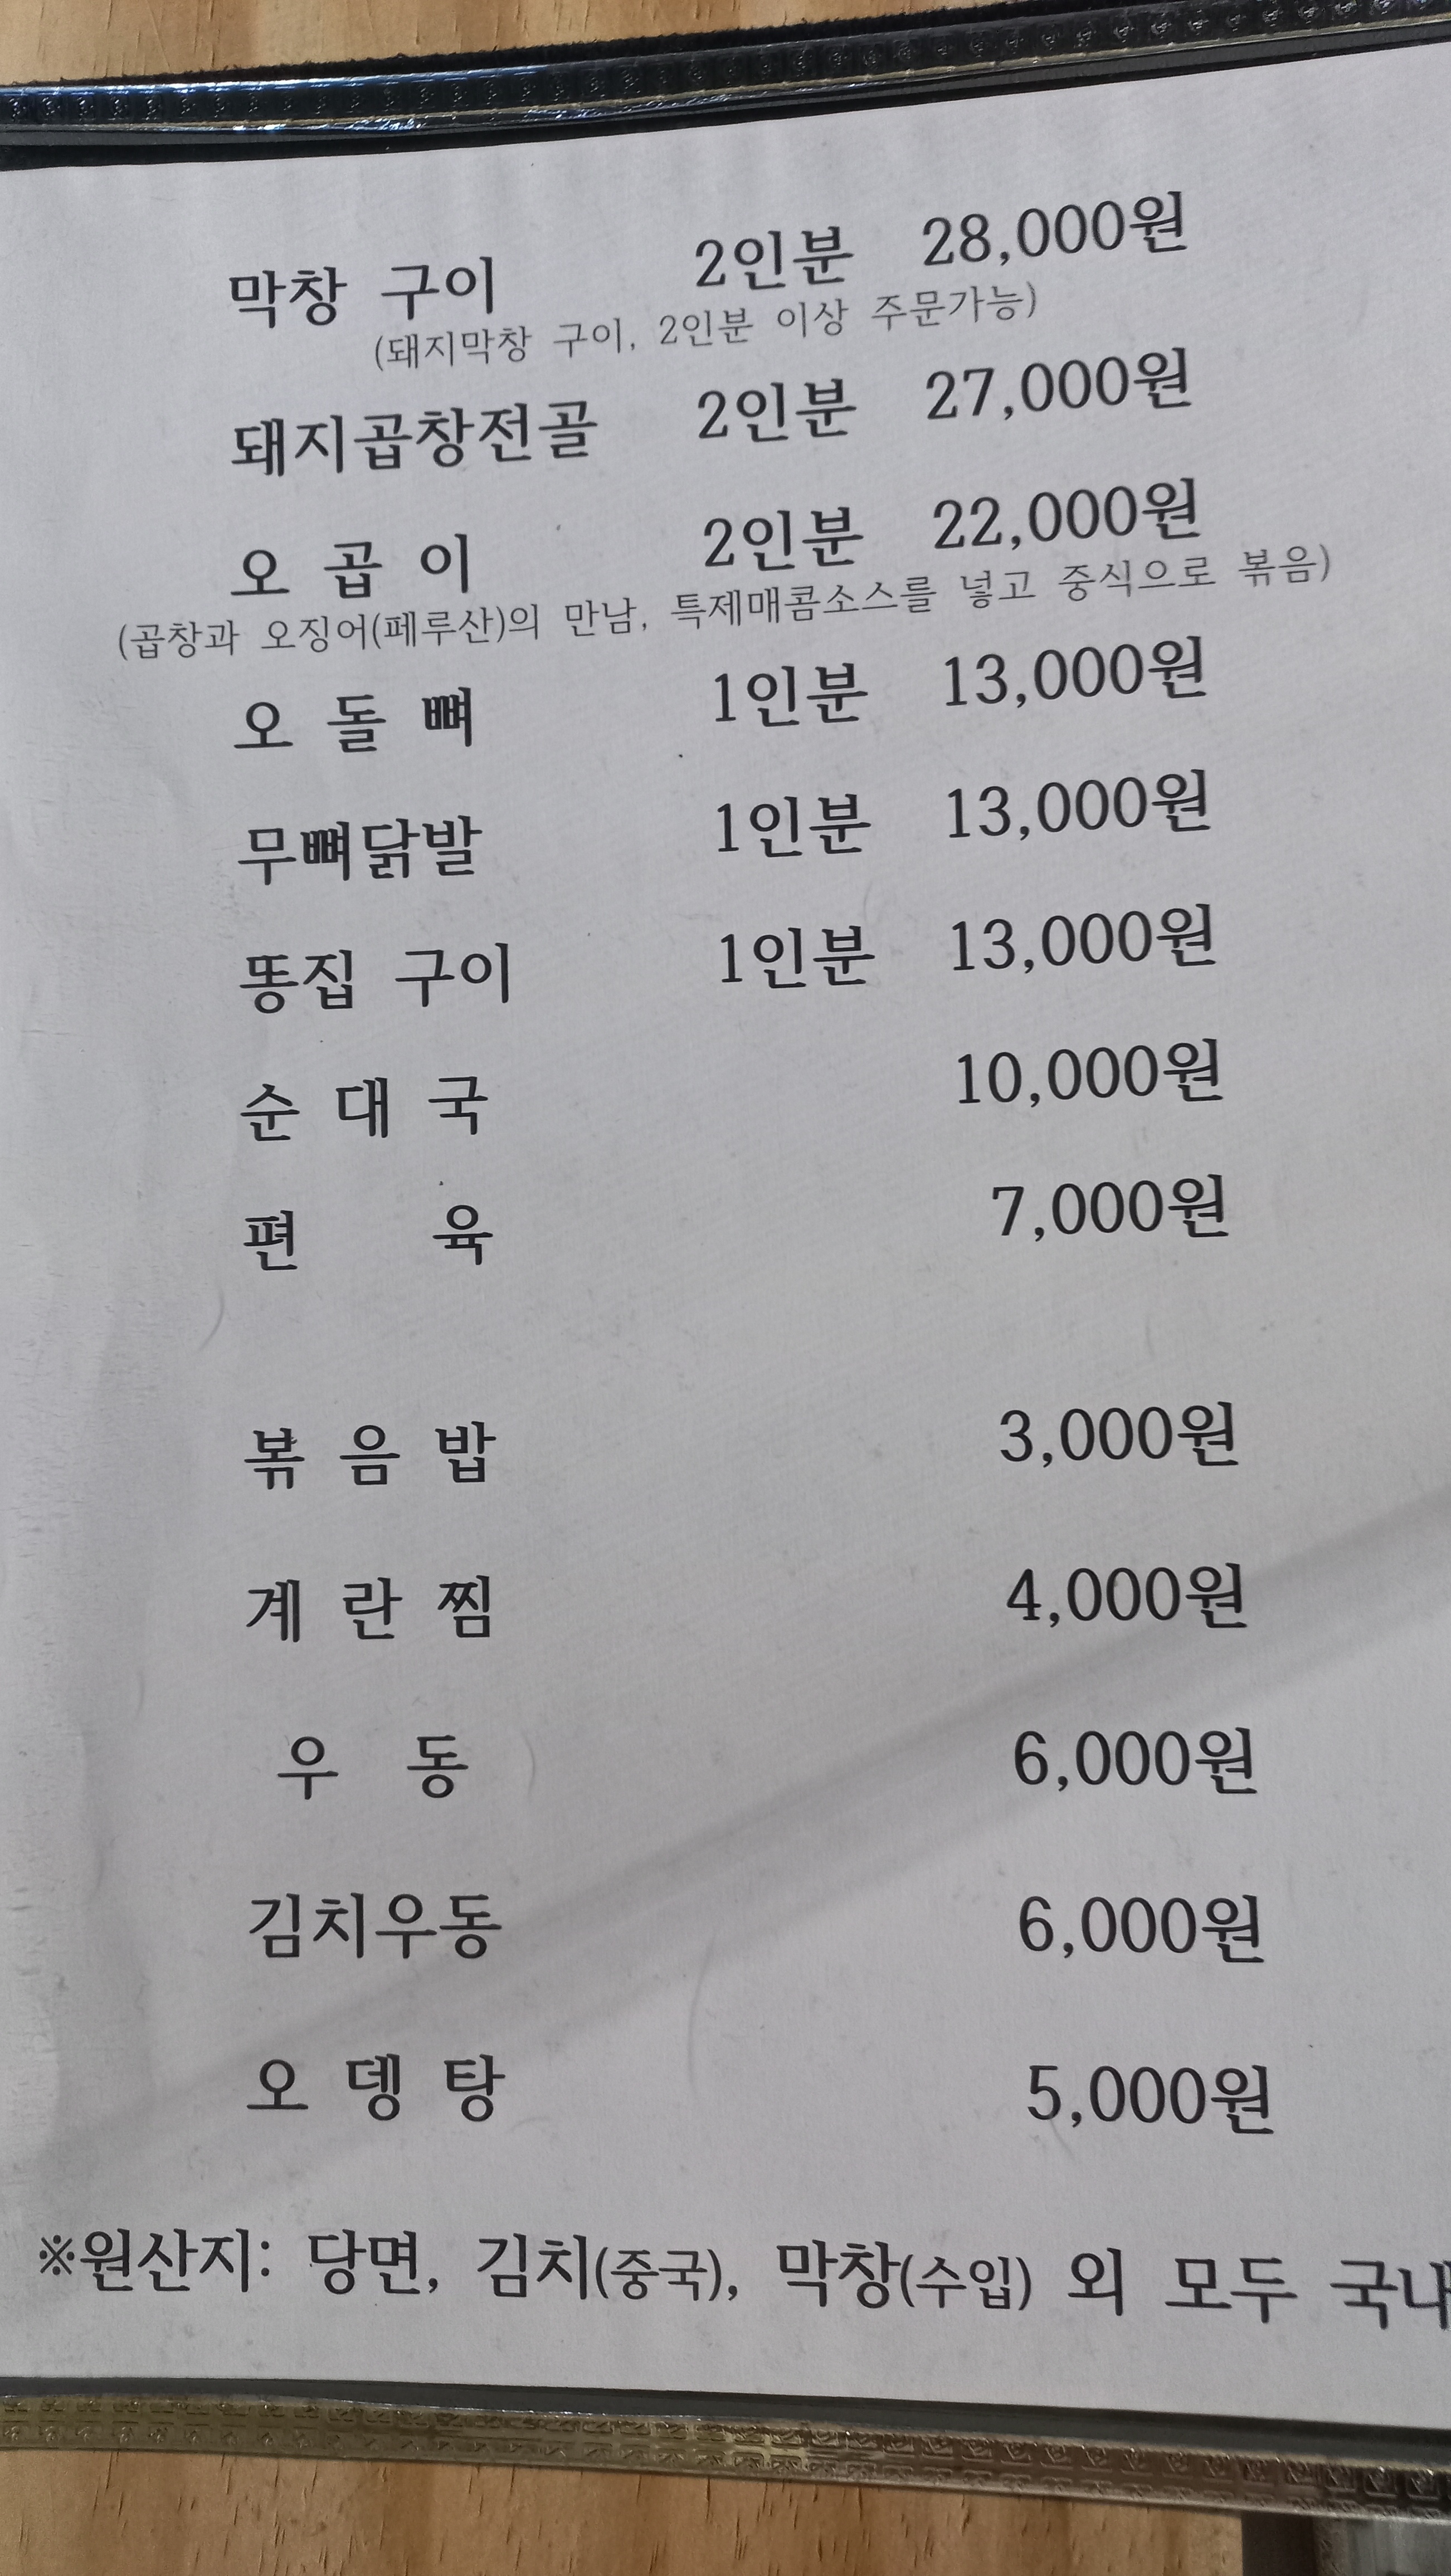 막창 구이 2인분 28,000원
(돼지막창 구이, 2인분 이상 주문가능)
돼지곱창전골 2인분 27,000원
오 곱 이 2인분 22,000원
(곱창과 오징어(페루산)의 만남, 특제매콤소스를 넣고 중식으로 볶음)
오 돌 뼈 1인분 13,000원
무뼈닭발 1인분 13,000원
똥집 구이 1인분 13,000원
순 대 국 10,000원
편 육 7,000원
볶 음 밥 3,000원
계 란 찜 4,000원
우 동 6,000원
김치우동 6,000원
오 뎅 탕 5,000원
※원산지: 당면, 김치(중국), 막창(수입) 외 모두 국내